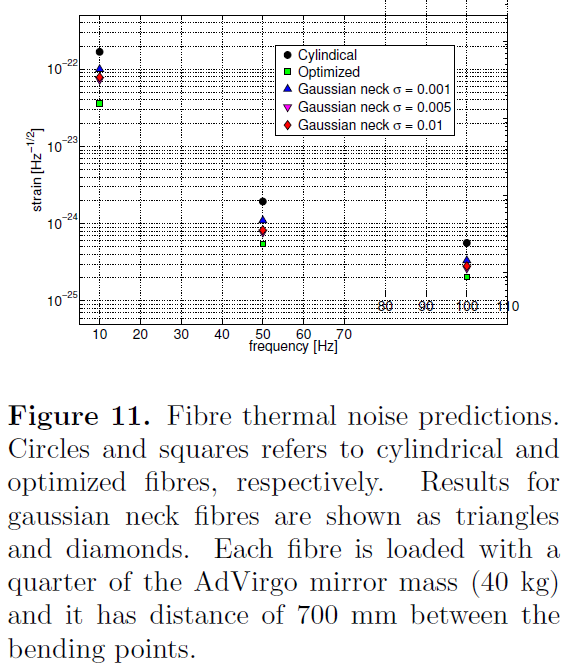 Cylindical
Optimized
Gaussian neck σ = 0.001
Gaussian neck σ = 0.005
Gaussian neck σ = 0.01
10⁻²²
10⁻²³
10⁻²⁴
10⁻²⁵
strain [Hz⁻¹ᐟ²]
10 20 30 40 50 60 70 80 90 100 110
frequency [Hz]
Figure 11. Fibre thermal noise predictions.
Circles and squares refers to cylindrical and
optimized fibres, respectively. Results for
gaussian neck fibres are shown as triangles
and diamonds. Each fibre is loaded with a
quarter of the AdVirgo mirror mass (40 kg)
and it has distance of 700 mm between the
bending points.